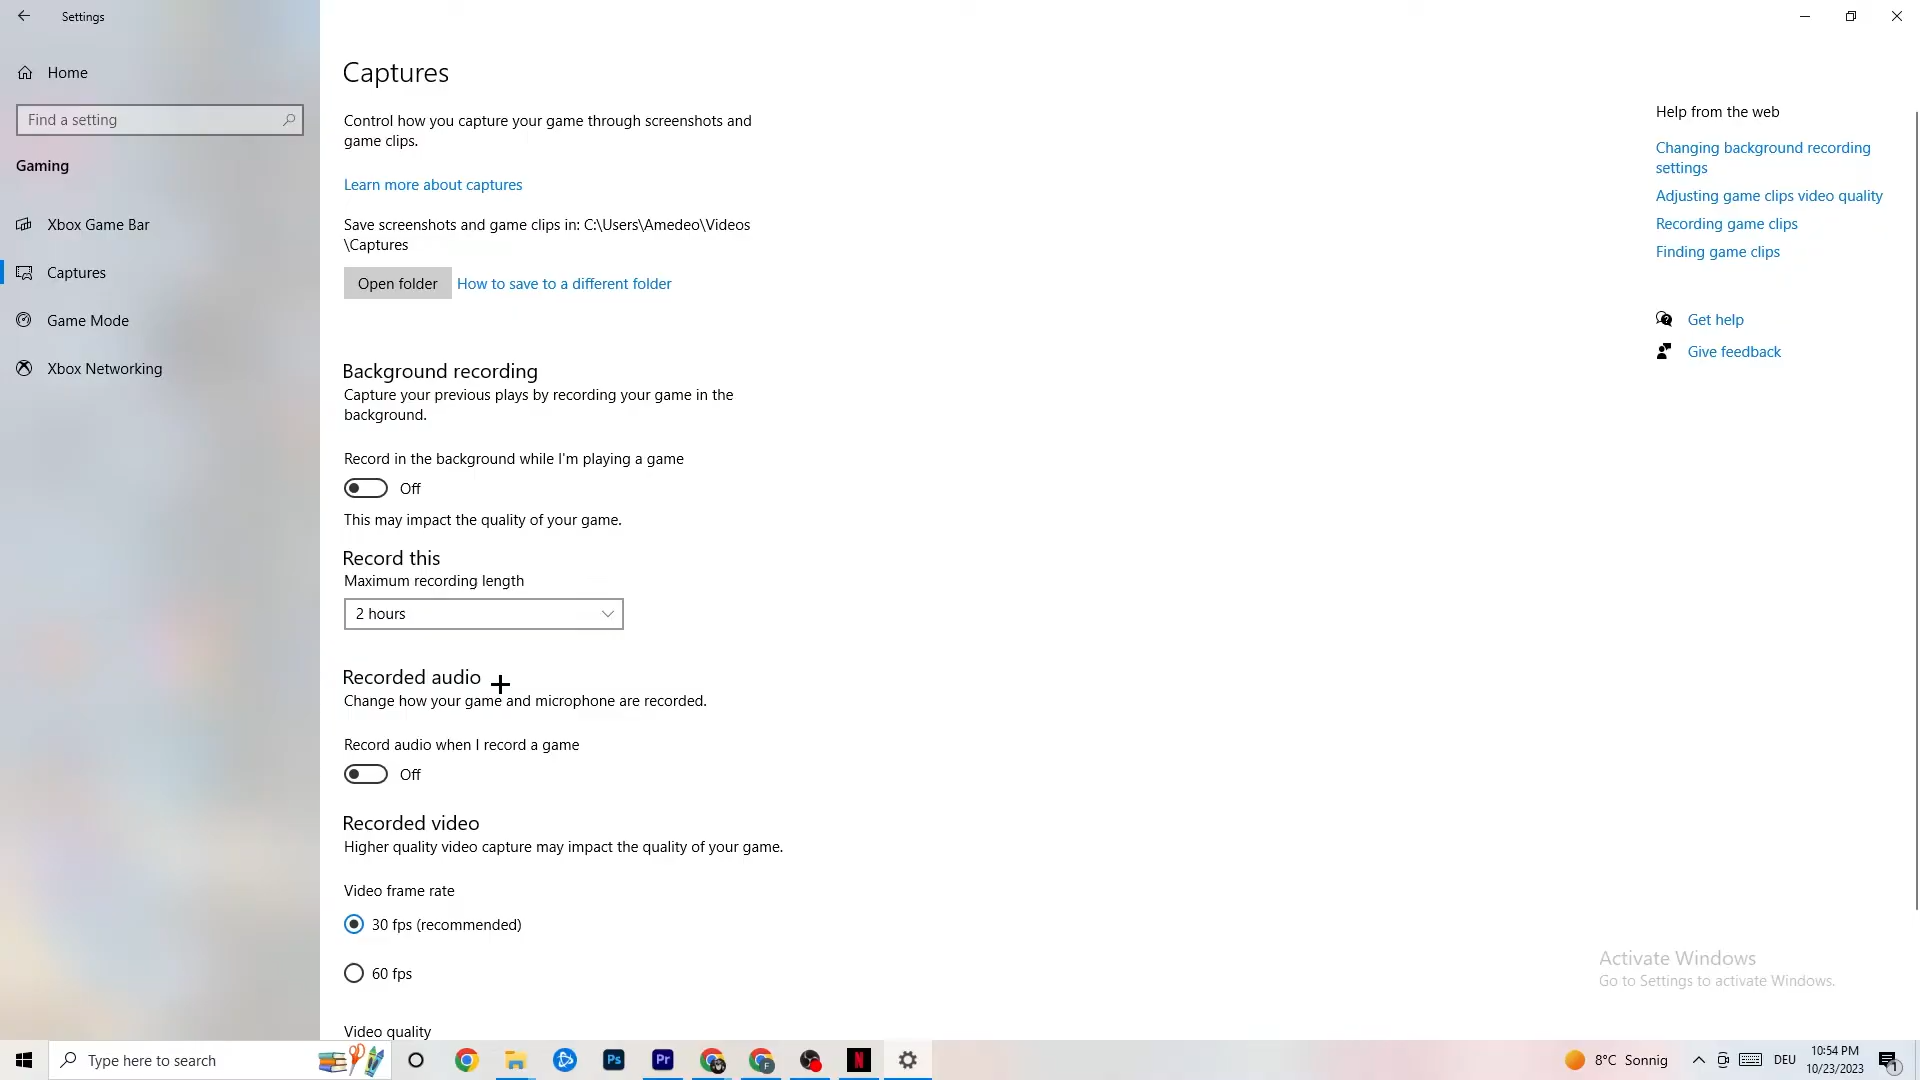 Settings
Home
Find a setting
Gaming
Xbox Game Bar
Captures
Game Mode
Xbox Networking
Captures
Control how you capture your game through screenshots and
game clips.
Learn more about captures
Save screenshots and game clips in: C:\Users\Amedeo\Videos
\Captures
Open folder
How to save to a different folder
Background recording
Capture your previous plays by recording your game in the
background.
Record in the background while I'm playing a game
Off
This may impact the quality of your game.
Record this
Maximum recording length
2 hours
Recorded audio
Change how your game and microphone are recorded.
Record audio when I record a game
Off
Recorded video
Higher quality video capture may impact the quality of your game.
Video frame rate
30 fps (recommended)
60 fps
Video quality
Help from the web
Changing background recording
settings
Adjusting game clips video quality
Recording game clips
Finding game clips
Get help
Give feedback
Activate Windows
Go to Settings to activate Windows.
Type here to search
Ps
Pr
F
N
8°C Sonnig
DEU
10:54 PM
10/23/2023
1